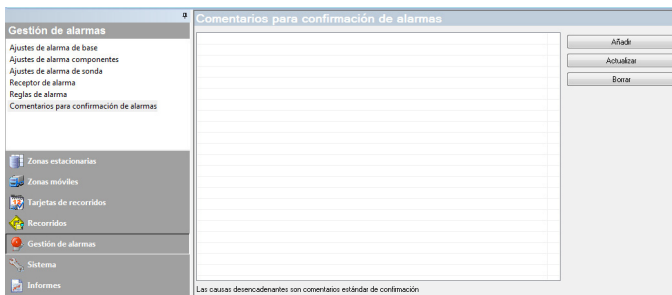 Gestión de alarmas
Ajustes de alarma de base
Ajustes de alarma componentes
Ajustes de alarma de sonda
Receptor de alarma
Reglas de alarma
Comentarios para confirmación de alarmas
Zonas estacionarias
Zonas móviles
Tarjetas de recorridos
Recorridos
Gestión de alarmas
Sistema
Informes
Comentarios para confirmación de alarmas
Añadir
Actualizar
Borrar
Las causas desencadenantes son comentarios estándar de confirmación